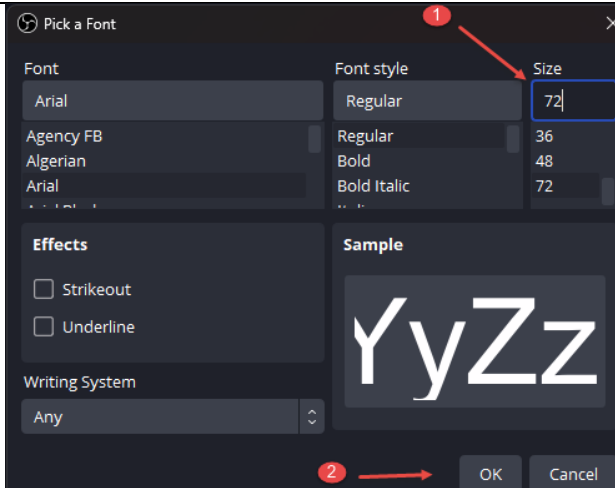 Pick a Font
1
Font
Font style
Size
Arial
Regular
72
Agency FB
Algerian
Arial
Regular
Bold
Bold Italic
36
48
72
Effects
Strikeout
Underline
Sample
YyZz
Writing System
Any
2
OK
Cancel